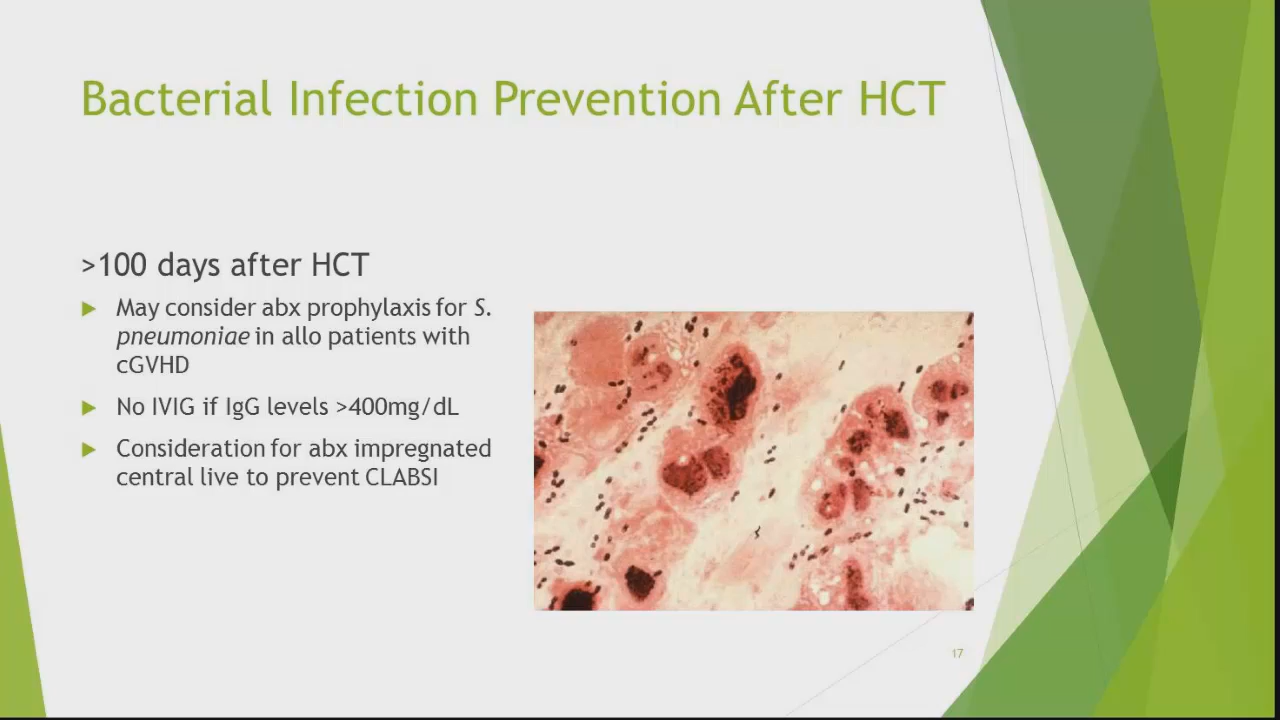 Bacterial Infection Prevention After HCT
>100 days after HCT
May consider abx prophylaxis for S.
pneumoniae in allo patients with
cGVHD
No IVIG if IgG levels >400mg/dL
Consideration for abx impregnated
central live to prevent CLABSI
17